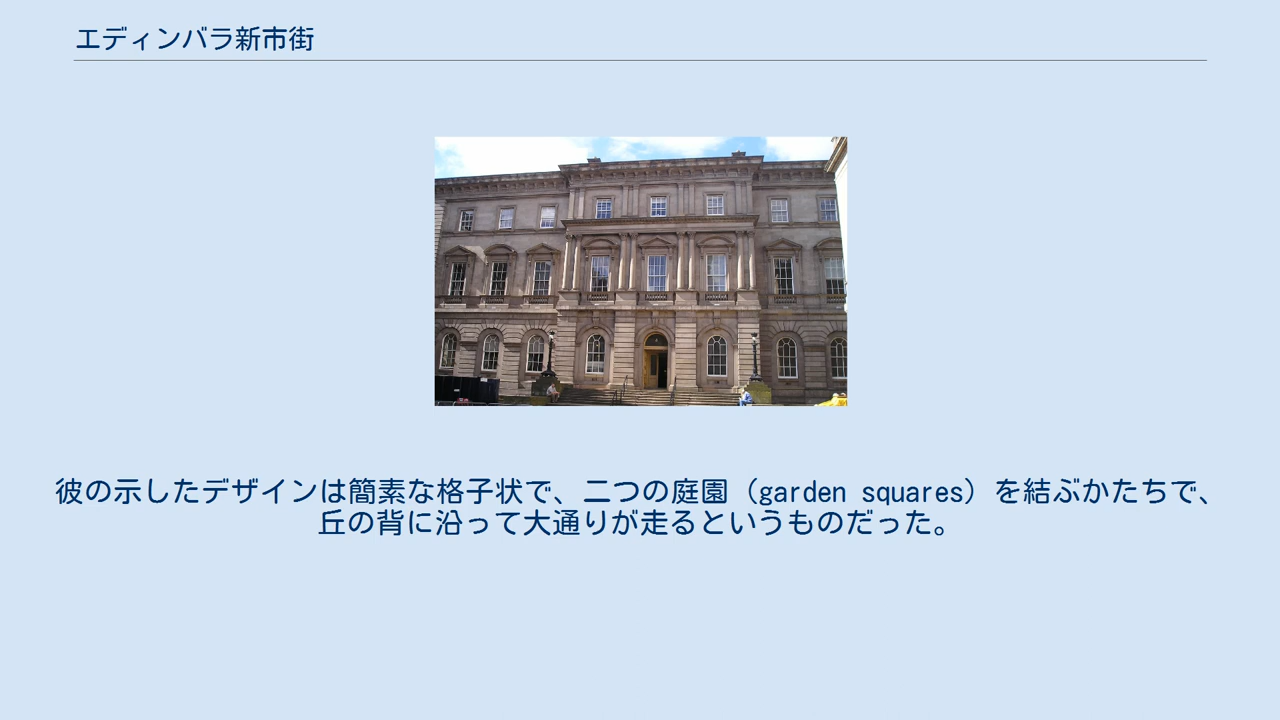 エディンバラ新市街
彼の示したデザインは簡素な格子状で、二つの庭園（garden squares）を結ぶかたちで、
丘の背に沿って大通りが走るというものだった。